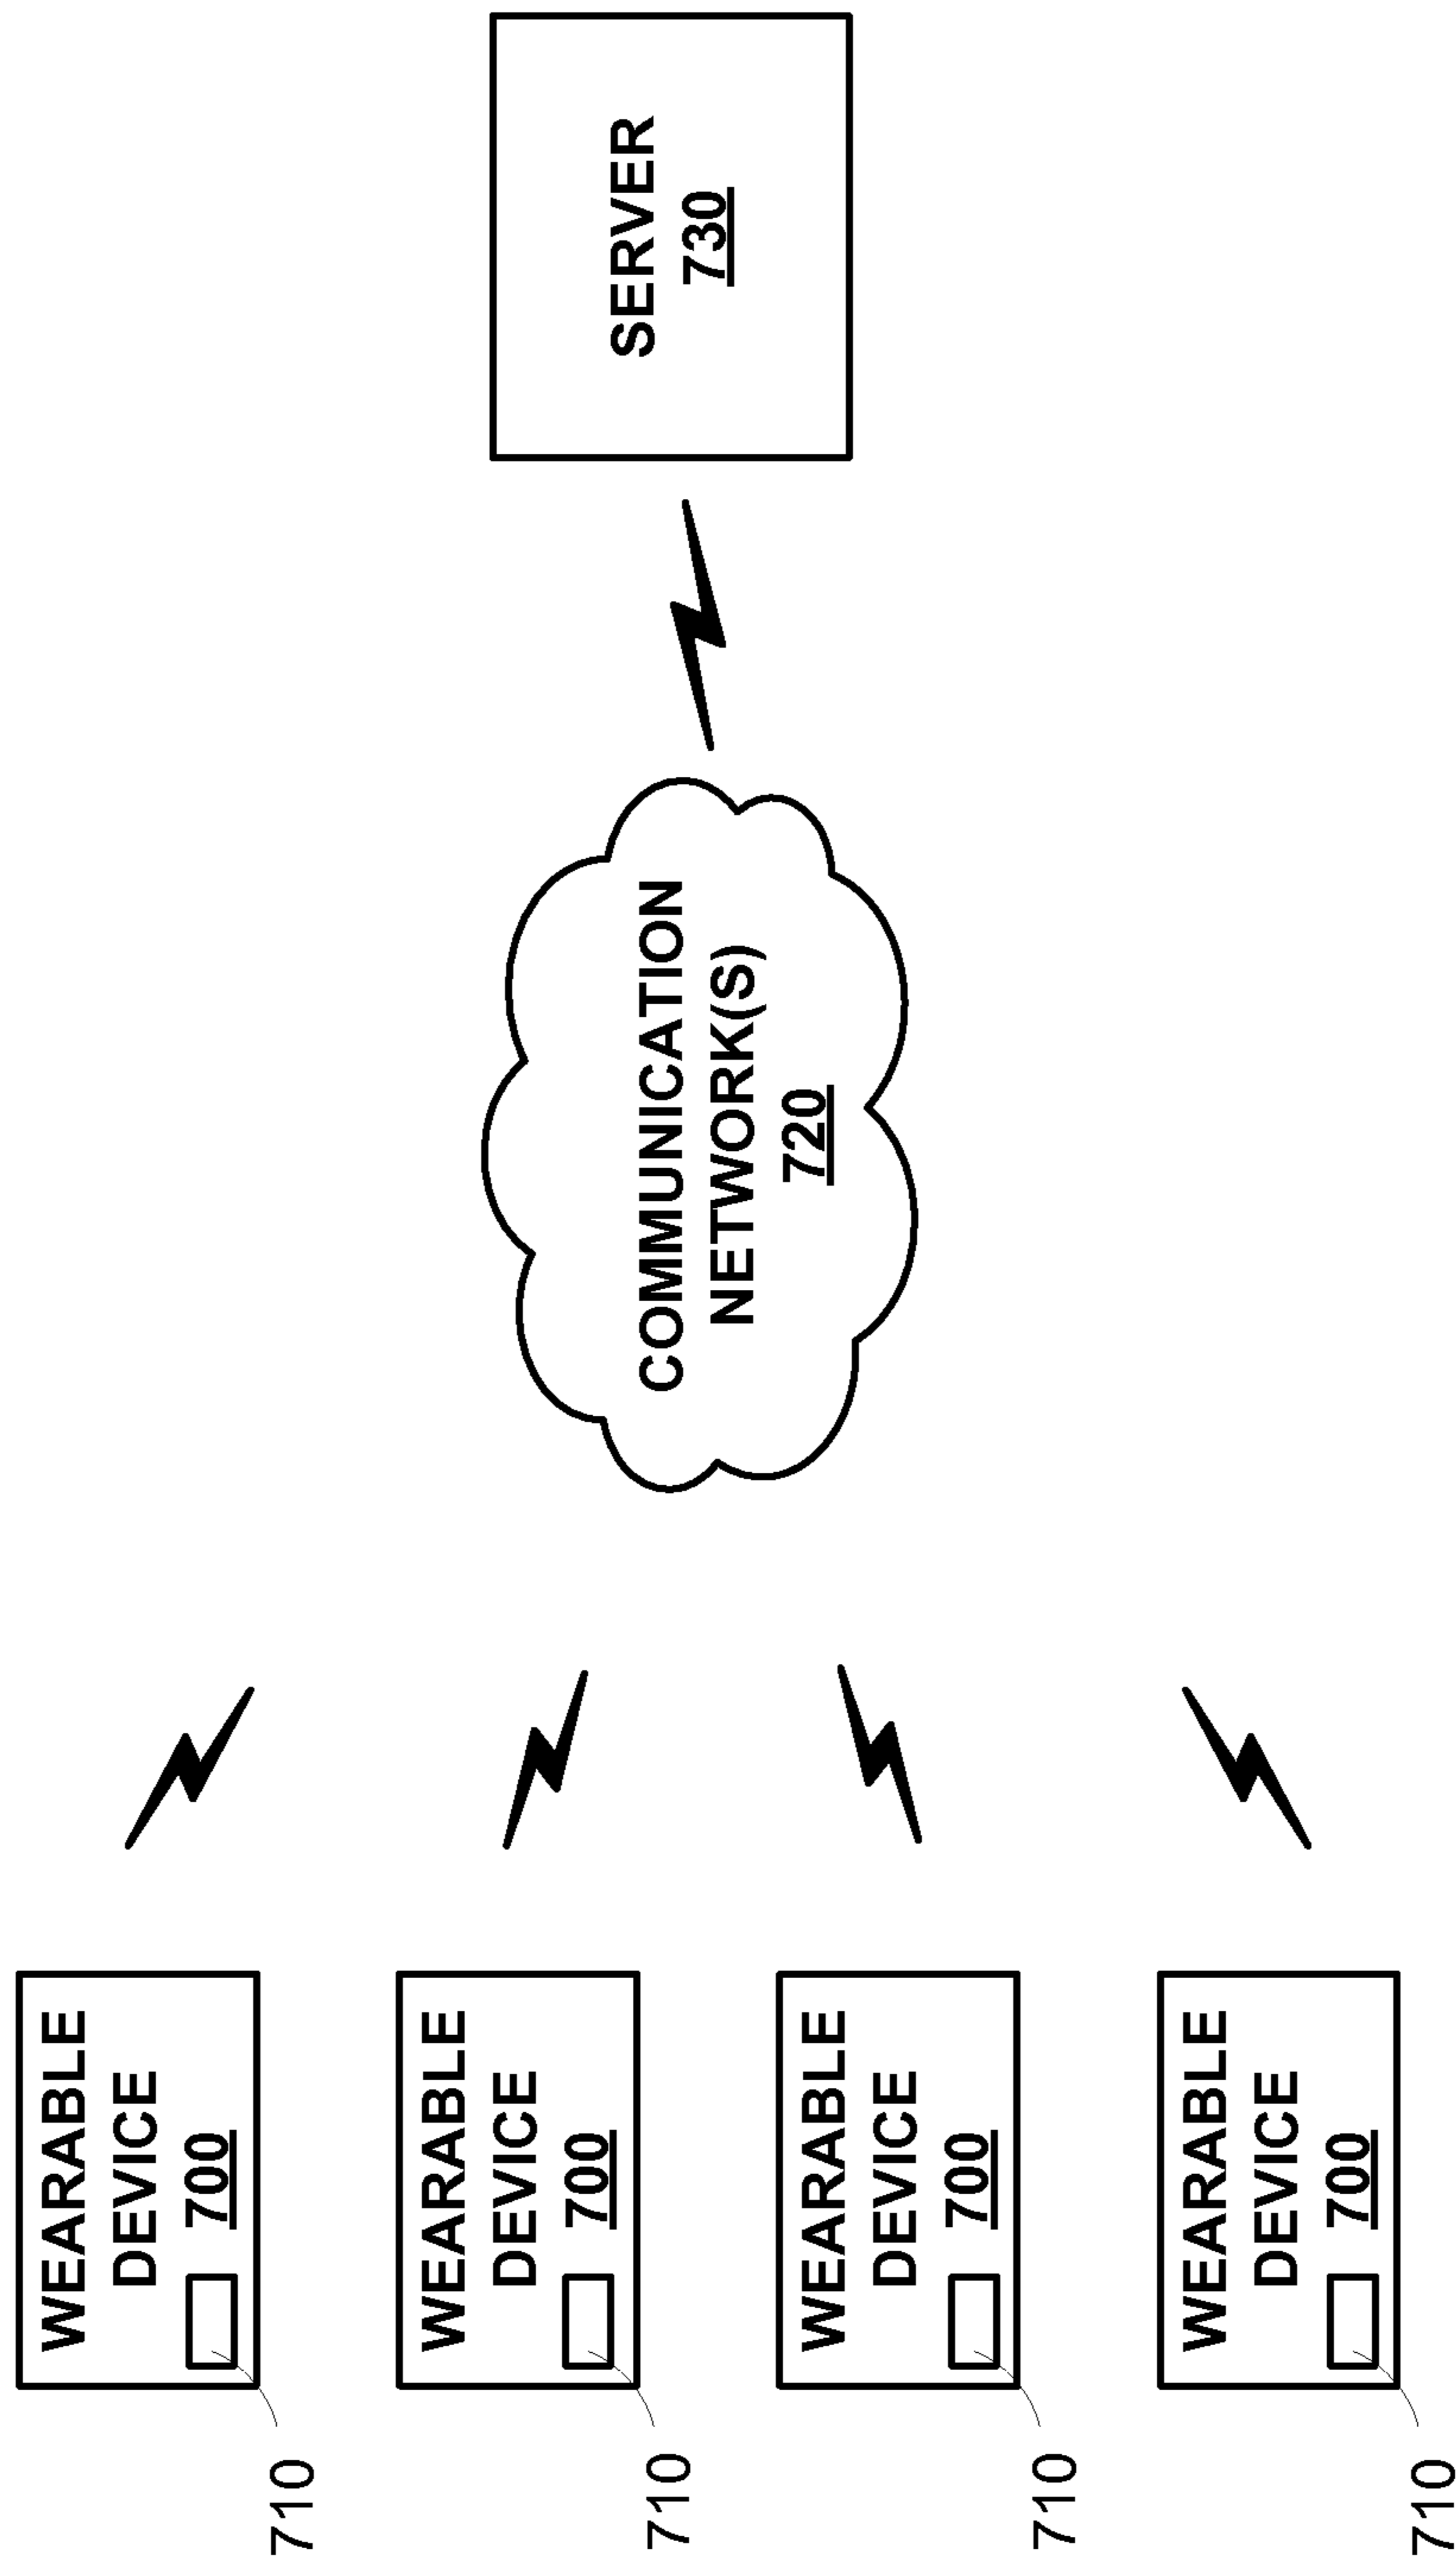 WEARABLE
DEVICE
700
710
WEARABLE
DEVICE
700
710
WEARABLE
DEVICE
700
710
WEARABLE
DEVICE
700
710
COMMUNICATION
NETWORK(S)
720
SERVER
730